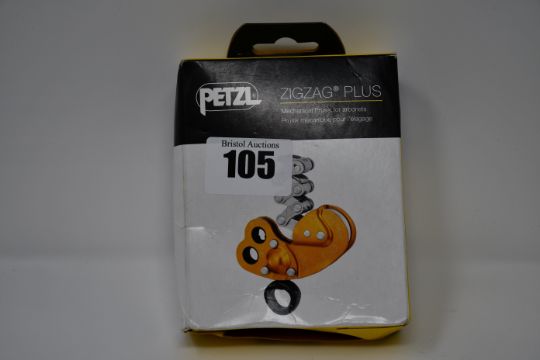 PETZL
ZIGZAG® PLUS
Mechanical Prusik for arborists
Prusik mécanique pour l'élagage
Bristol Auctions
105